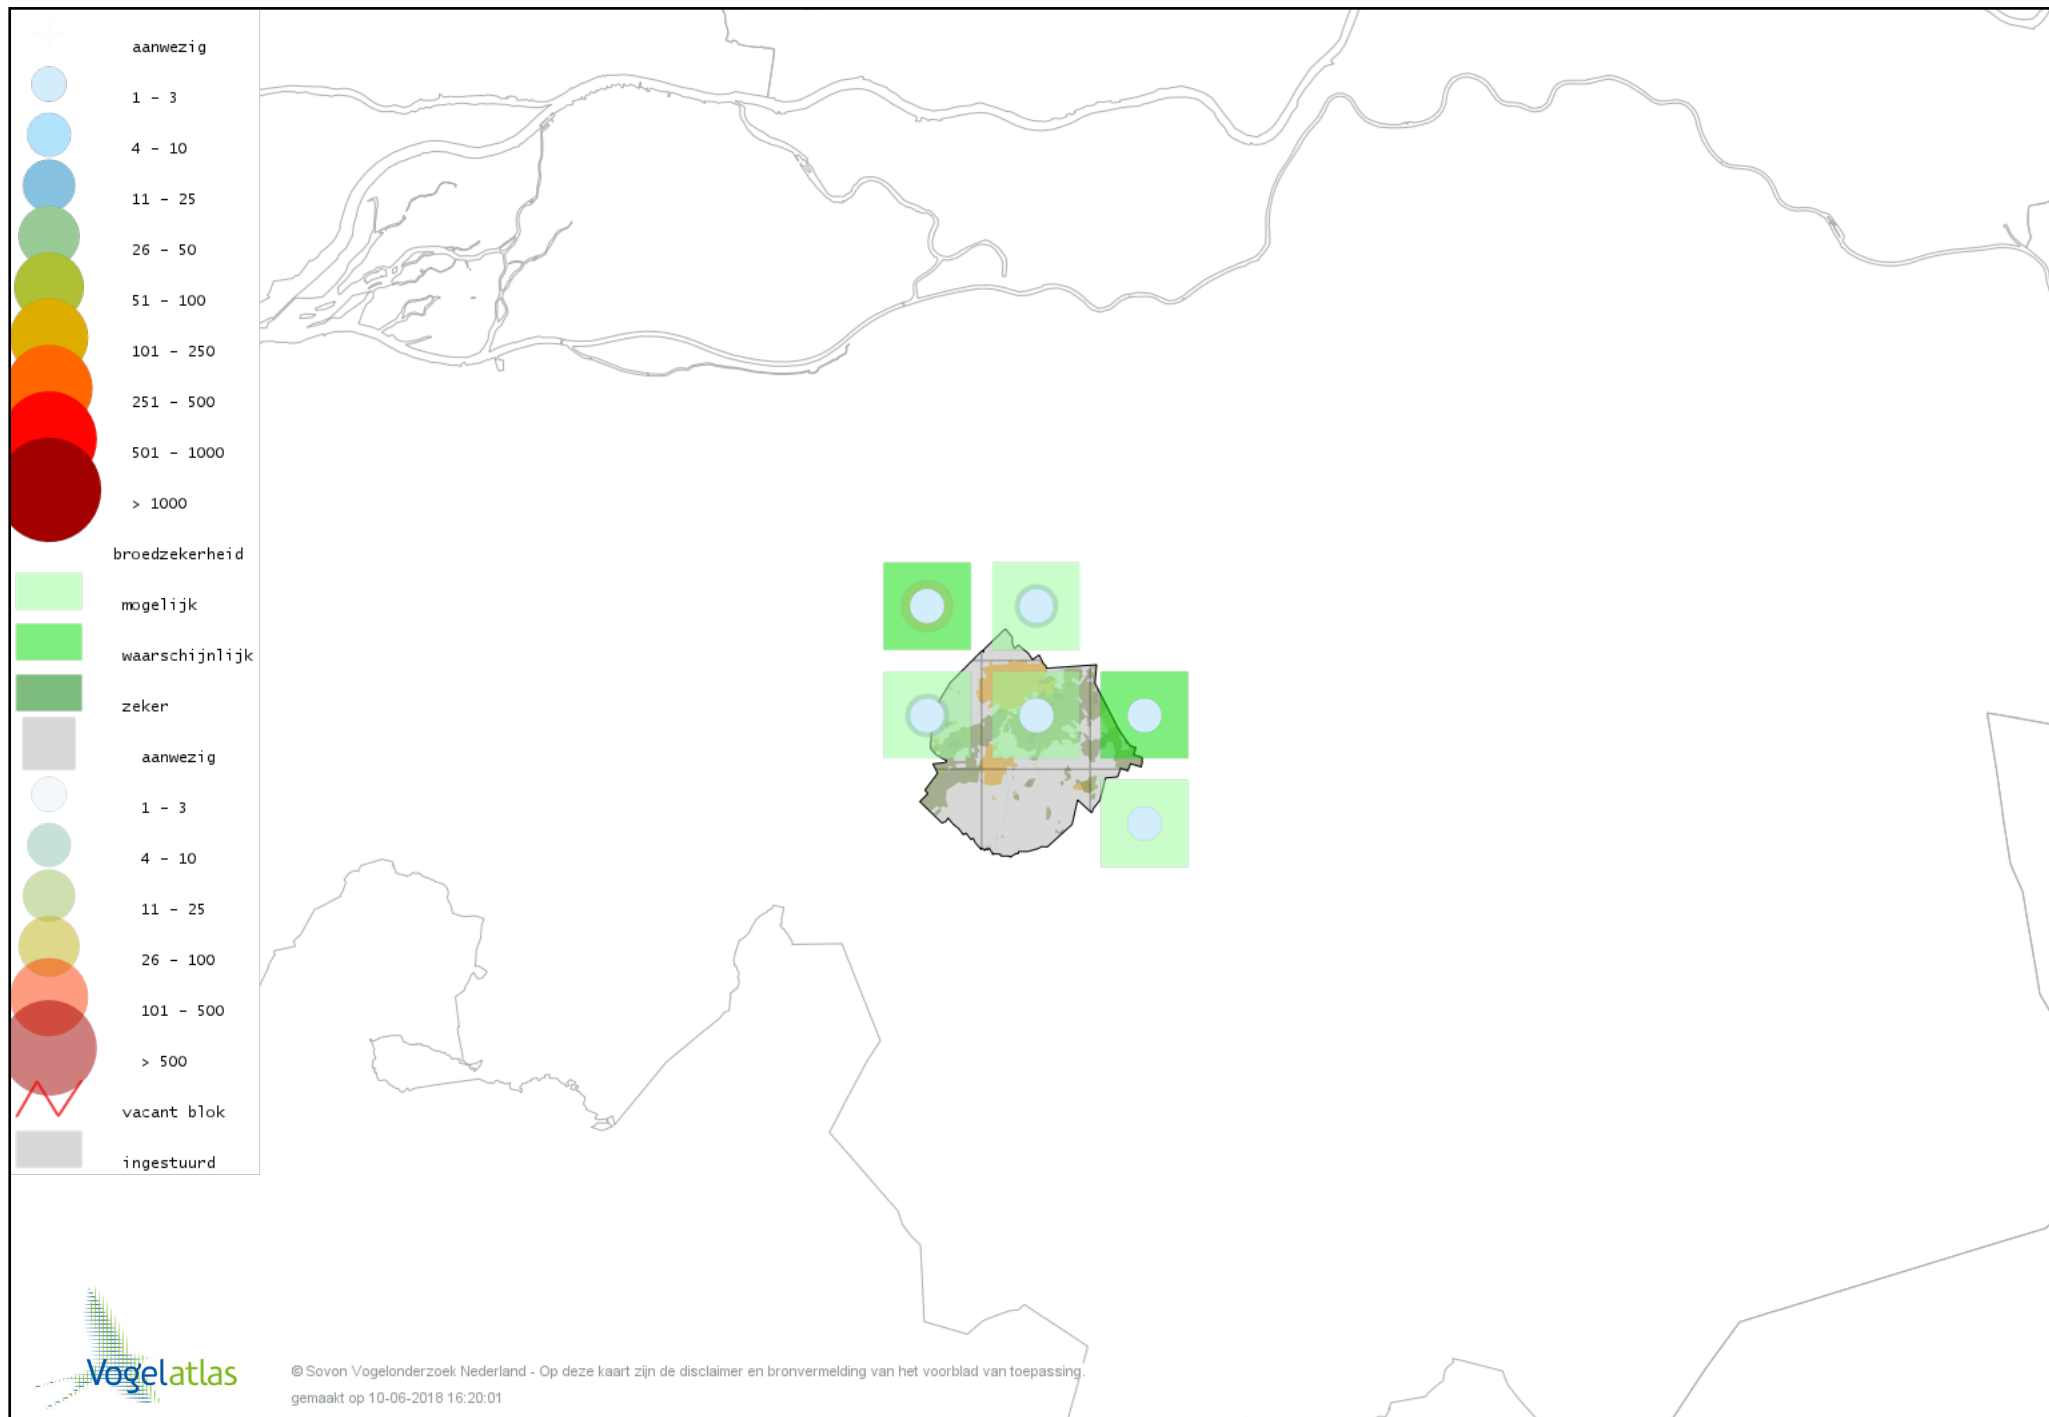 aanwezig
1 - 3
4 - 10
11 - 25
26 - 50
51 - 100
101 - 250
251 - 500
501 - 1000
> 1000
broedzekerheid
mogelijk
waarschijnlijk
zeker
aanwezig
1 - 3
4 - 10
11 - 25
26 - 100
101 - 500
> 500
vacant blok
ingestuurd
Vogelatlas
© Sovon Vogelonderzoek Nederland - Op deze kaart zijn de disclaimer en bronvermelding van het voorblad van toepassing.
gemaakt op 10-06-2018 16:20:01